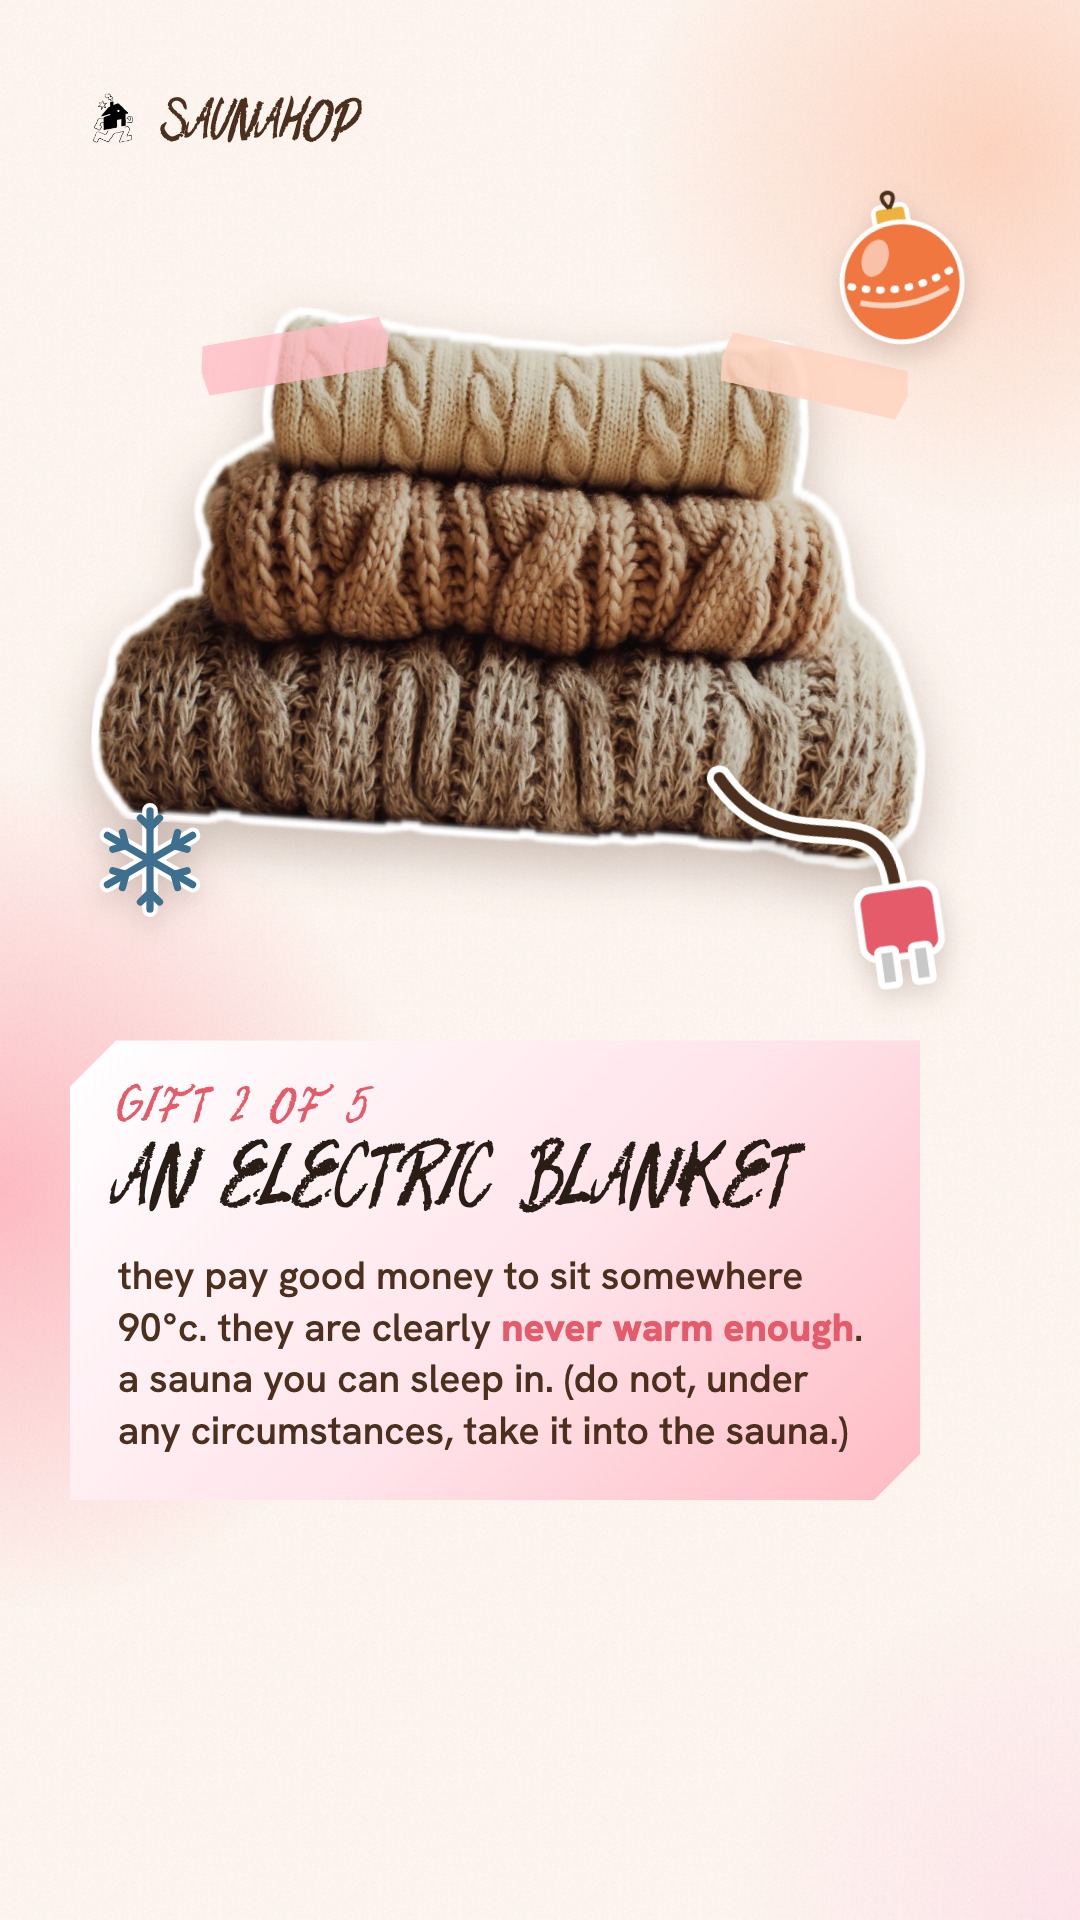 SAUNAHOP
GIFT 2 OF 5
AN ELECTRIC BLANKET
they pay good money to sit somewhere
90°c. they are clearly never warm enough.
a sauna you can sleep in. (do not, under
any circumstances, take it into the sauna.)